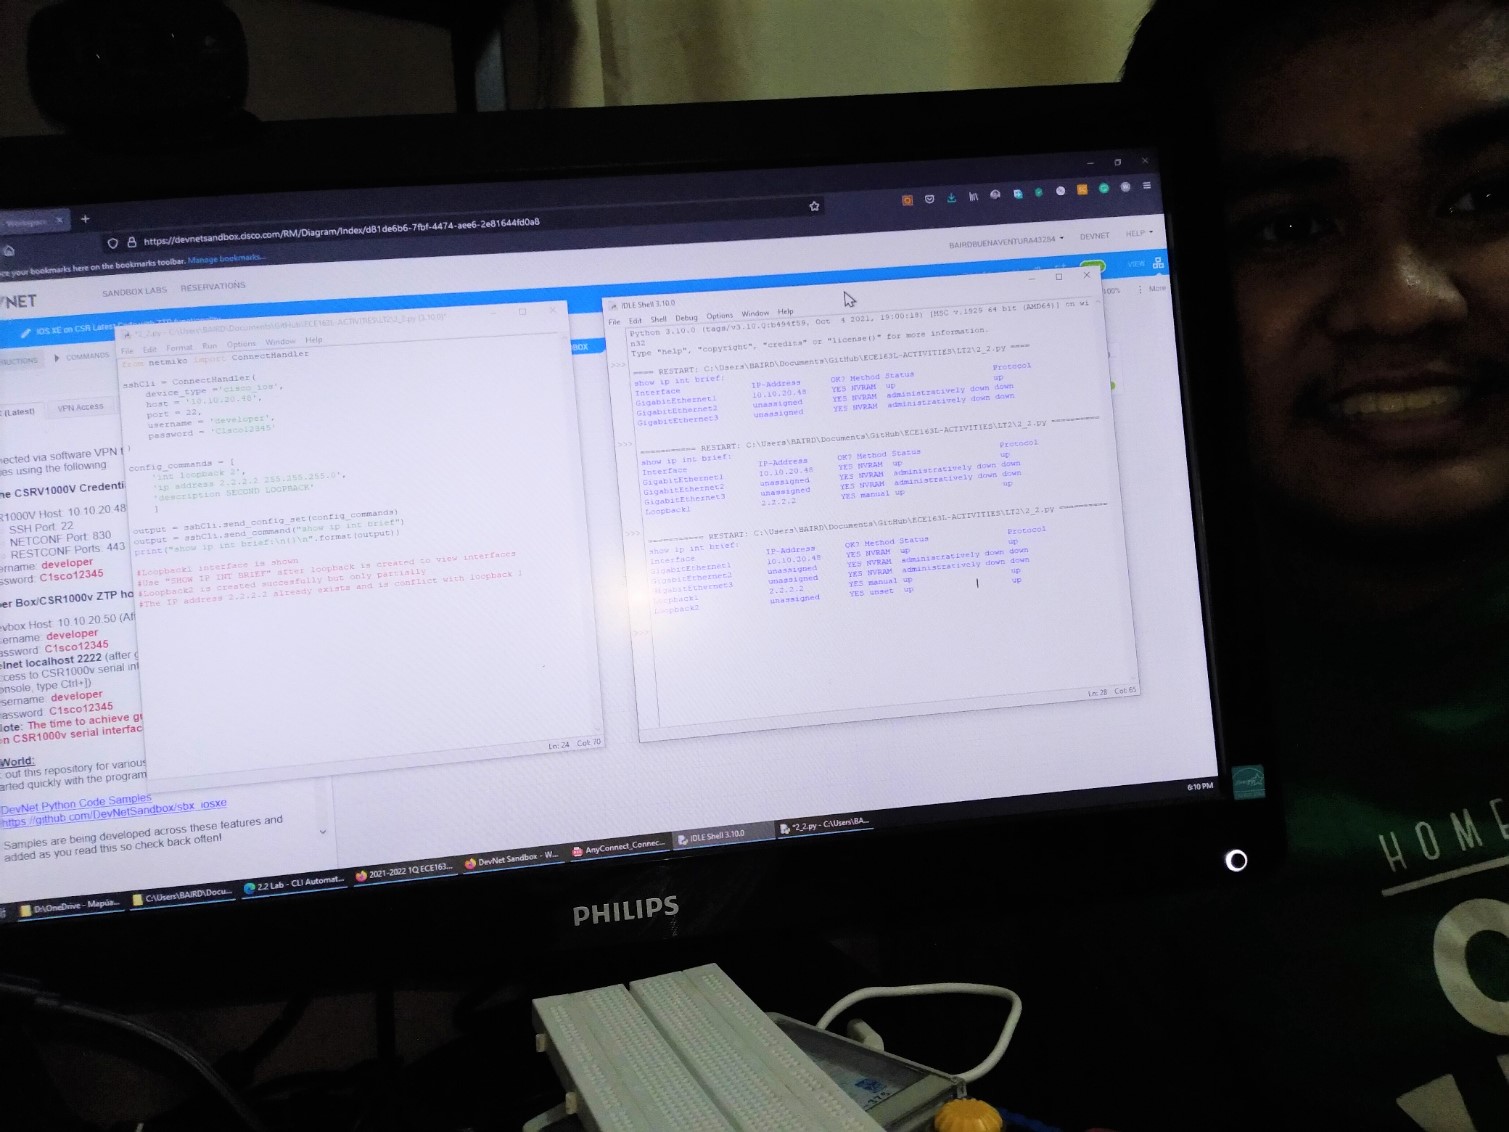 https://devnetsandbox.cisco.com/RM/Diagram/Index/d81de6b6-7fbf-4474-aee6-2e81644fd0a8
your bookmarks here on the bookmarks toolbar. Manage bookmarks...
BAIRDBUENAVENTURA43284 DEVNET HELP
NET SANDBOX LABS RESERVATIONS
VIEW
IOS XE on CSR Latest
COMMANDS
More
(Latest) VPN Access
nected via software VPN
es using the following
CSRV1000V Credenti
1000V Host: 10.10.20.48
SSH Port: 22
NETCONF Port: 830
RESTCONF Ports: 443
ername: developer
ssword: C1sco12345
er Box/CSR1000v ZTP ho
evbox Host: 10.10.20.50
ername: developer
assword: C1sco12345
elnet localhost 2222 (after
ccess to CSR1000v serial in
onsole, type Ctrl+])
sername: developer
assword: C1sco12345
Note: The time to achieve
n CSR1000v serial interfac
World:
out this repository for various
arted quickly with the program
DevNet Python Code Samples
https://github.com/DevNetSandbox/sbx_iosxe
Samples are being developed across these features and
added as you read this so check back often!
File Edit Format Run Options Window Help
from netmiko import ConnectHandler
sshCli = ConnectHandler(
device_type ='cisco_ios',
host = '10.10.20.48',
port = 22,
username = 'developer',
password = 'C1sco12345'
)
config_commands = [
'int loopback 2',
'ip address 2.2.2.2 255.255.255.0',
'description SECOND LOOPBACK'
]
output = sshCli.send_config_set(config_commands)
output = sshCli.send_command("show ip int brief")
print("show ip int brief:\n{}\n".format(output))
#Loopback1 interface is shown
#Use "SHOW IP INT BRIEF" after loopback is created to view interfaces
#Loopback2 is created succesfully but only partially
#The IP address 2.2.2.2 already exists and is conflict with loopback 1
Ln: 24 Col: 70
IDLE Shell 3.10.0
File Edit Shell Debug Options Window Help
Python 3.10.0 (tags/v3.10.0:b494f59, Oct 4 2021, 19:00:18) [MSC v.1929 64 bit (AMD64)] on wi
n32
Type "help", "copyright", "credits" or "license()" for more information.
>>>
==== RESTART: C:\Users\BAIRD\Documents\GitHub\ECE163L-ACTIVITIES\LT2\2_2.py ====
show ip int brief:
Interface IP-Address OK? Method Status Protocol
GigabitEthernet1 10.10.20.48 YES NVRAM up up
GigabitEthernet2 unassigned YES NVRAM administratively down down
GigabitEthernet3 unassigned YES NVRAM administratively down down
>>>
RESTART: C:\Users\BAIRD\Documents\GitHub\ECE163L-ACTIVITIES\LT2\2_2.py
show ip int brief:
Interface IP-Address OK? Method Status Protocol
GigabitEthernet1 10.10.20.48 YES NVRAM up up
GigabitEthernet2 unassigned YES NVRAM administratively down down
GigabitEthernet3 unassigned YES NVRAM administratively down down
Loopback1 2.2.2.2 YES manual up up
>>>
RESTART: C:\Users\BAIRD\Documents\GitHub\ECE163L-ACTIVITIES\LT2\2_2.py
show ip int brief:
Interface IP-Address OK? Method Status Protocol
GigabitEthernet1 10.10.20.48 YES NVRAM up up
GigabitEthernet2 unassigned YES NVRAM administratively down down
GigabitEthernet3 unassigned YES NVRAM administratively down down
Loopback1 2.2.2.2 YES manual up up
Loopback2 unassigned YES unset up up
>>>
Ln: 28 Col: 65
6:10 PM
D:\OneDrive - Mapúa...
C:\Users\BAIRD\Docu...
2.2 Lab - CLI Automat...
2021-2022 1Q ECE163...
DevNet Sandbox - W...
AnyConnect_Connec...
IDLE Shell 3.10.0
*2_2.py - C:\Users\BA...
PHILIPS
HOME